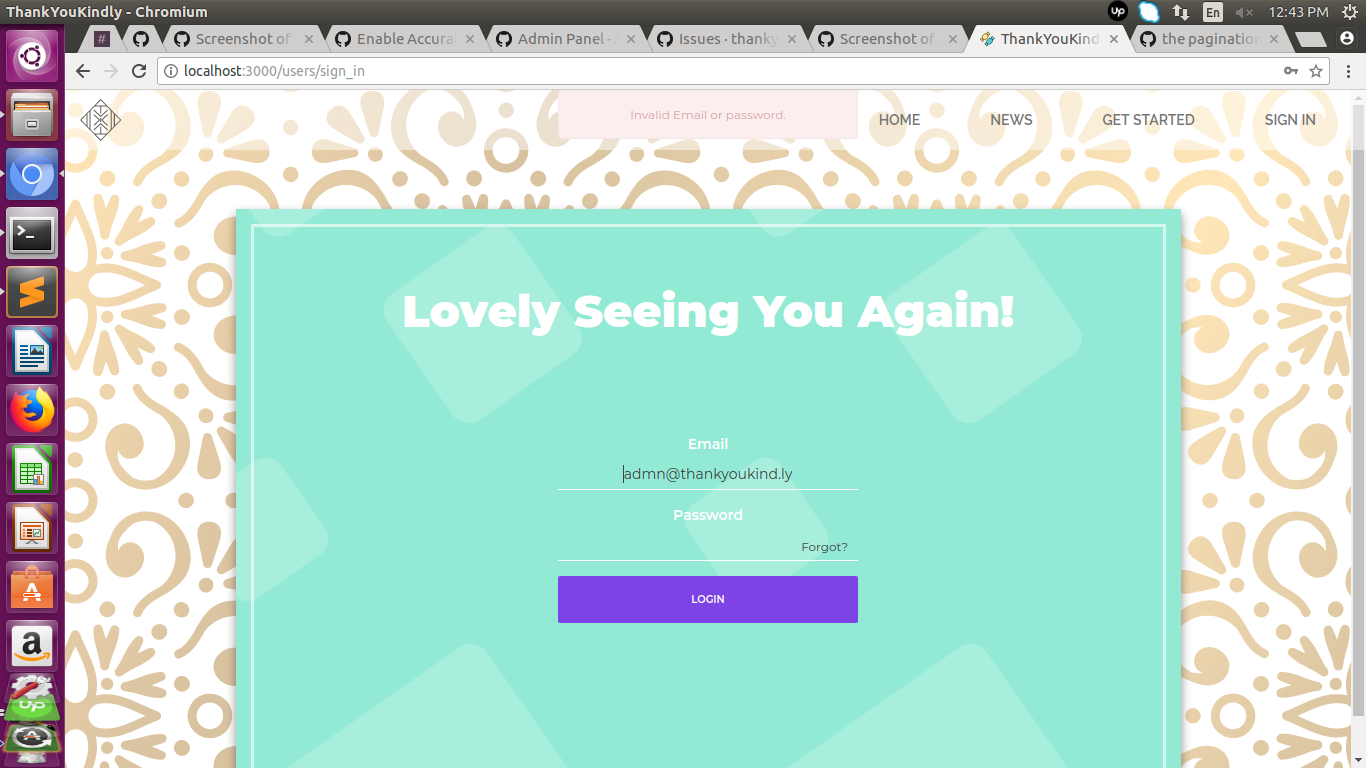 ThankYouKindly - Chromium
Up
En
12:43 PM
#
Screenshot of
Enable Accura
Admin Panel -
Issues · thanky
Screenshot of
ThankYouKind
the pagination
localhost:3000/users/sign_in
Invalid Email or password.
HOME
NEWS
GET STARTED
SIGN IN
Lovely Seeing You Again!
Email
admn@thankyoukind.ly
Password
Forgot?
LOGIN